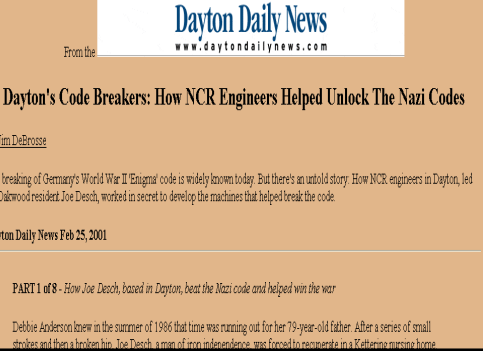 Dayton Daily News
www.daytondailynews.com
From the
Dayton's Code Breakers: How NCR Engineers Helped Unlock The Nazi Codes
Jim DeBrosse
breaking of Germany's World War II 'Enigma' code is widely known today. But there's an untold story: How NCR engineers in Dayton, led
Oakwood resident Joe Desch, worked in secret to develop the machines that helped break the code.
yton Daily News Feb 25, 2001
PART 1 of 8 - How Joe Desch, based in Dayton, beat the Nazi code and helped win the war
Debbie Anderson knew in the summer of 1986 that time was running out for her 79-year-old father. After a series of small
strokes and then a broken hip, Joe Desch, a man of iron independence, was forced to recuperate in a Kettering nursing home.